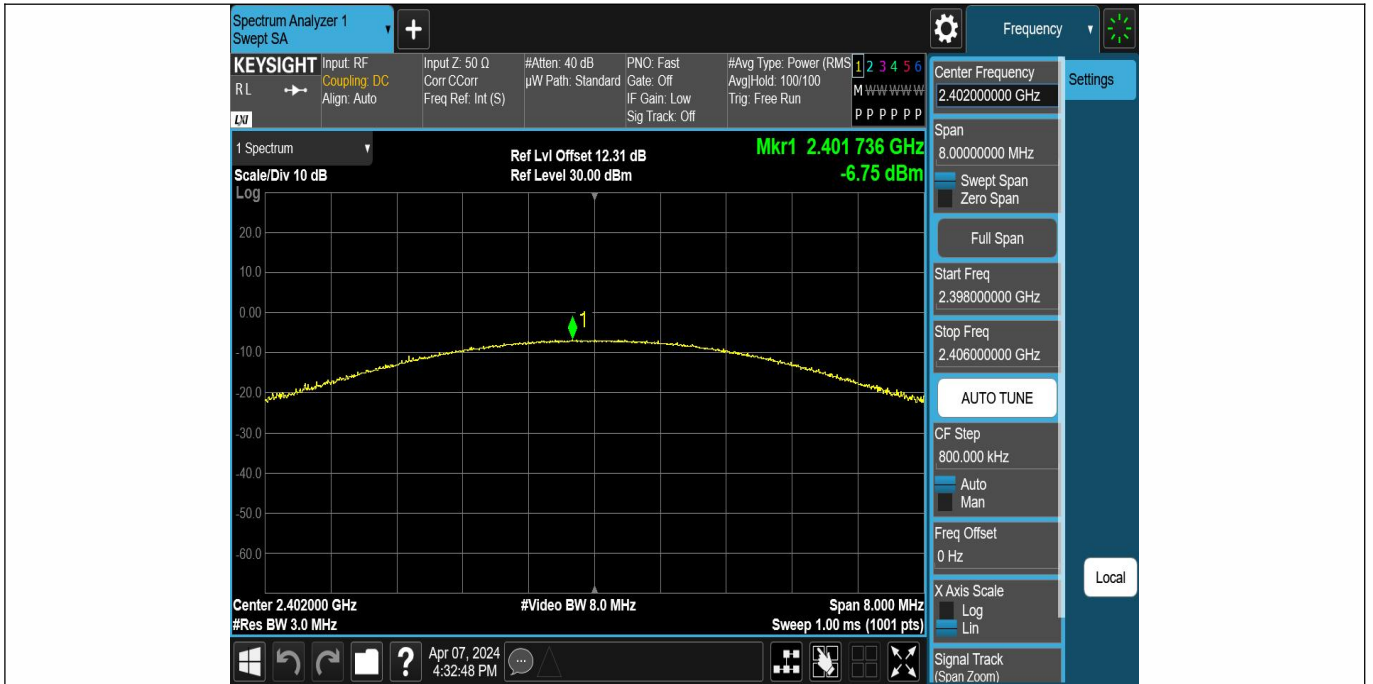 Spectrum Analyzer 1
Swept SA
+
Frequency
KEYSIGHT
RL
LXI
Input: RF
Coupling: DC
Align: Auto
Input Z: 50 Ω
Corr CCorr
Freq Ref: Int (S)
#Atten: 40 dB
µW Path: Standard
PNO: Fast
Gate: Off
IF Gain: Low
Sig Track: Off
#Avg Type: Power (RMS
Avg|Hold: 100/100
Trig: Free Run
1 2 3 4 5 6
M W W W W W
P P P P P P
1 Spectrum
Scale/Div 10 dB
Ref Lvl Offset 12.31 dB
Ref Level 30.00 dBm
Mkr1 2.401 736 GHz
-6.75 dBm
Log
20.0
10.0
0.00
-10.0
-20.0
-30.0
-40.0
-50.0
-60.0
1
Center 2.402000 GHz
#Res BW 3.0 MHz
#Video BW 8.0 MHz
Span 8.000 MHz
Sweep 1.00 ms (1001 pts)
?
Apr 07, 2024
4:32:48 PM
Center Frequency
2.402000000 GHz
Settings
Span
8.00000000 MHz
Swept Span
Zero Span
Full Span
Start Freq
2.398000000 GHz
Stop Freq
2.406000000 GHz
AUTO TUNE
CF Step
800.000 kHz
Auto
Man
Freq Offset
0 Hz
Local
X Axis Scale
Log
Lin
Signal Track
(Span Zoom)